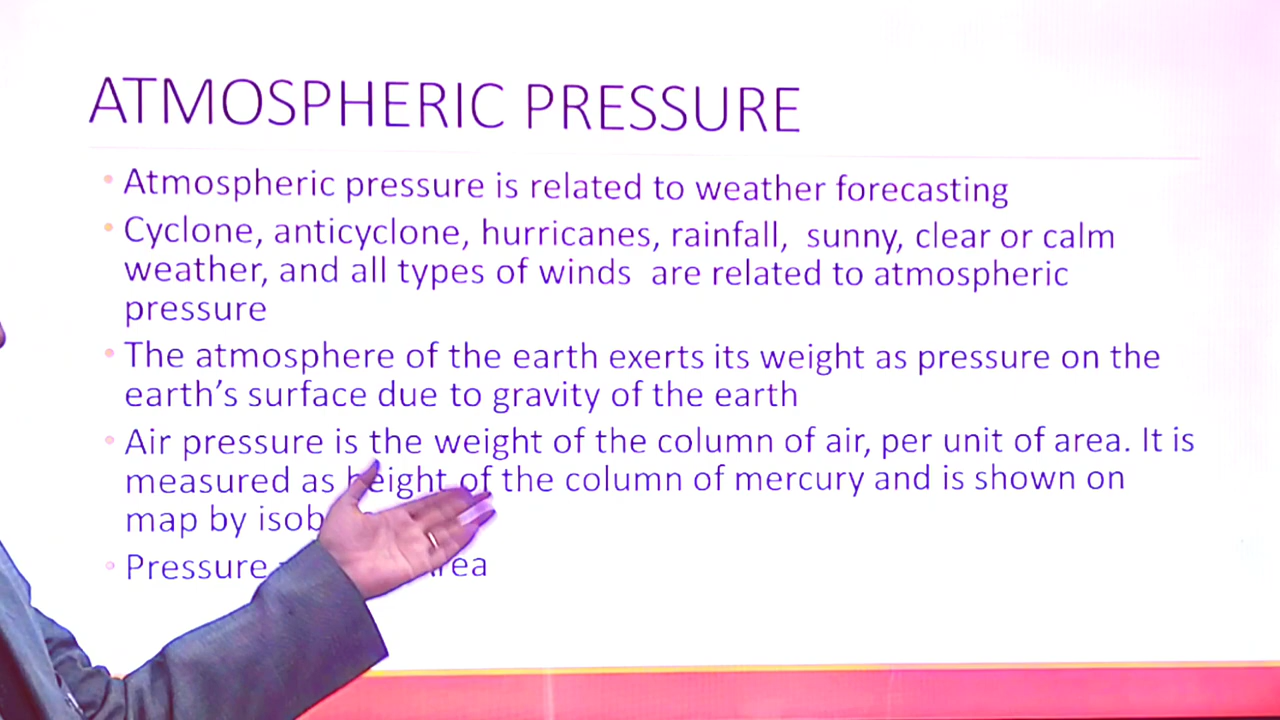 ATMOSPHERIC PRESSURE
• Atmospheric pressure is related to weather forecasting
• Cyclone, anticyclone, hurricanes, rainfall, sunny, clear or calm
weather, and all types of winds are related to atmospheric
pressure
• The atmosphere of the earth exerts its weight as pressure on the
earth's surface due to gravity of the earth
• Air pressure is the weight of the column of air, per unit of area. It is
measured as height of the column of mercury and is shown on
map by
• Pressure